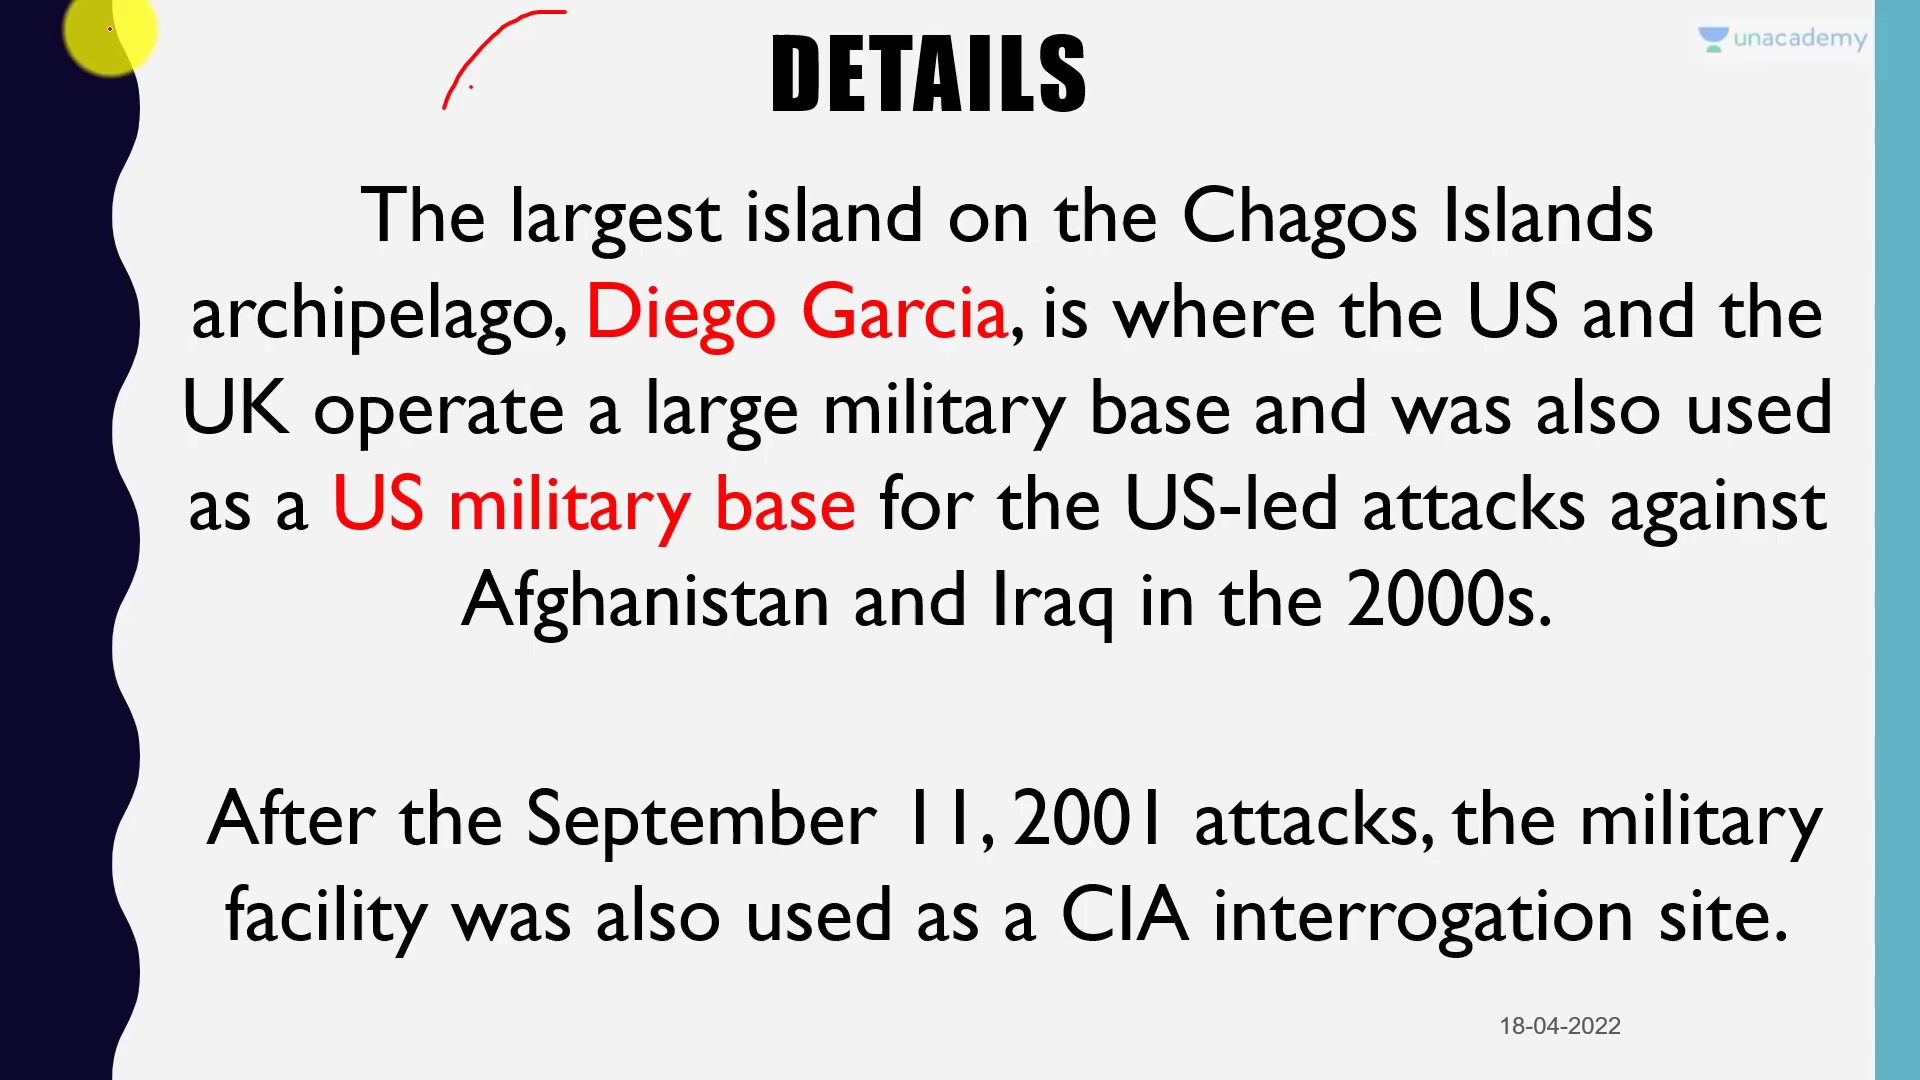 DETAILS
unacademy
The largest island on the Chagos Islands
archipelago, Diego Garcia, is where the US and the
UK operate a large military base and was also used
as a US military base for the US-led attacks against
Afghanistan and Iraq in the 2000s.
After the September 11, 2001 attacks, the military
facility was also used as a CIA interrogation site.
18-04-2022